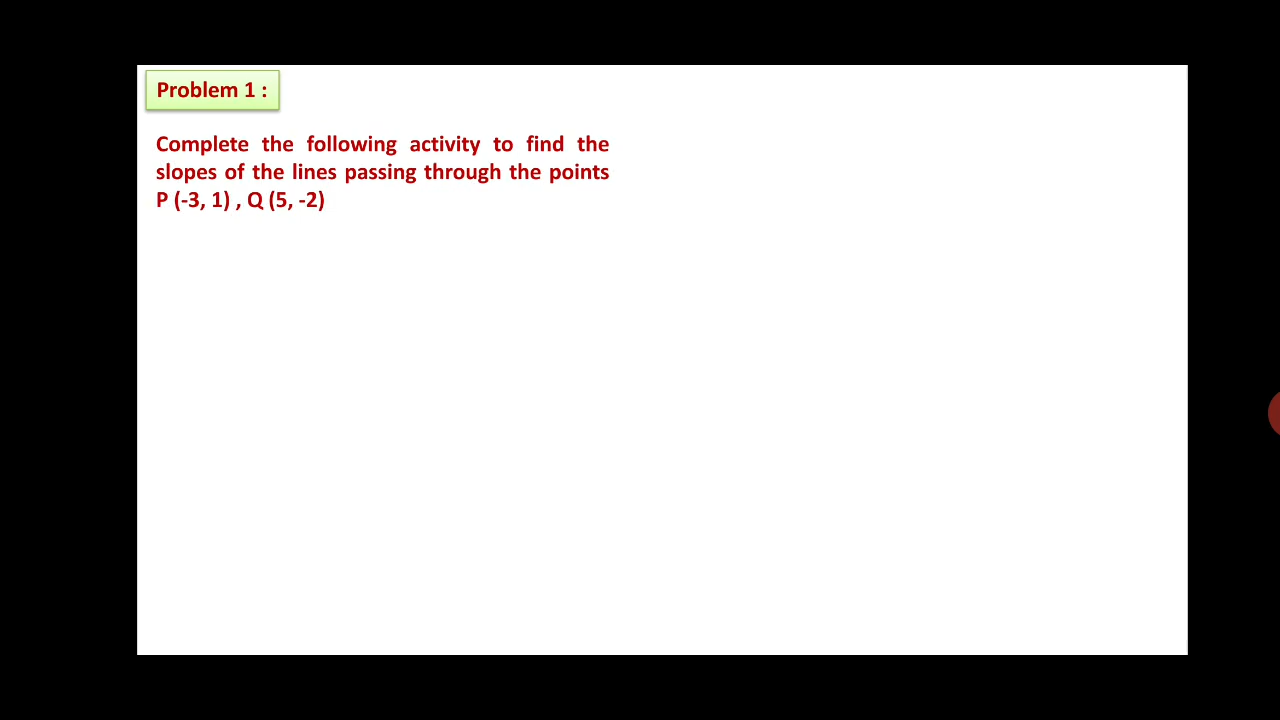 Problem 1 :
Complete the following activity to find the
slopes of the lines passing through the points
P (-3, 1) , Q (5, -2)